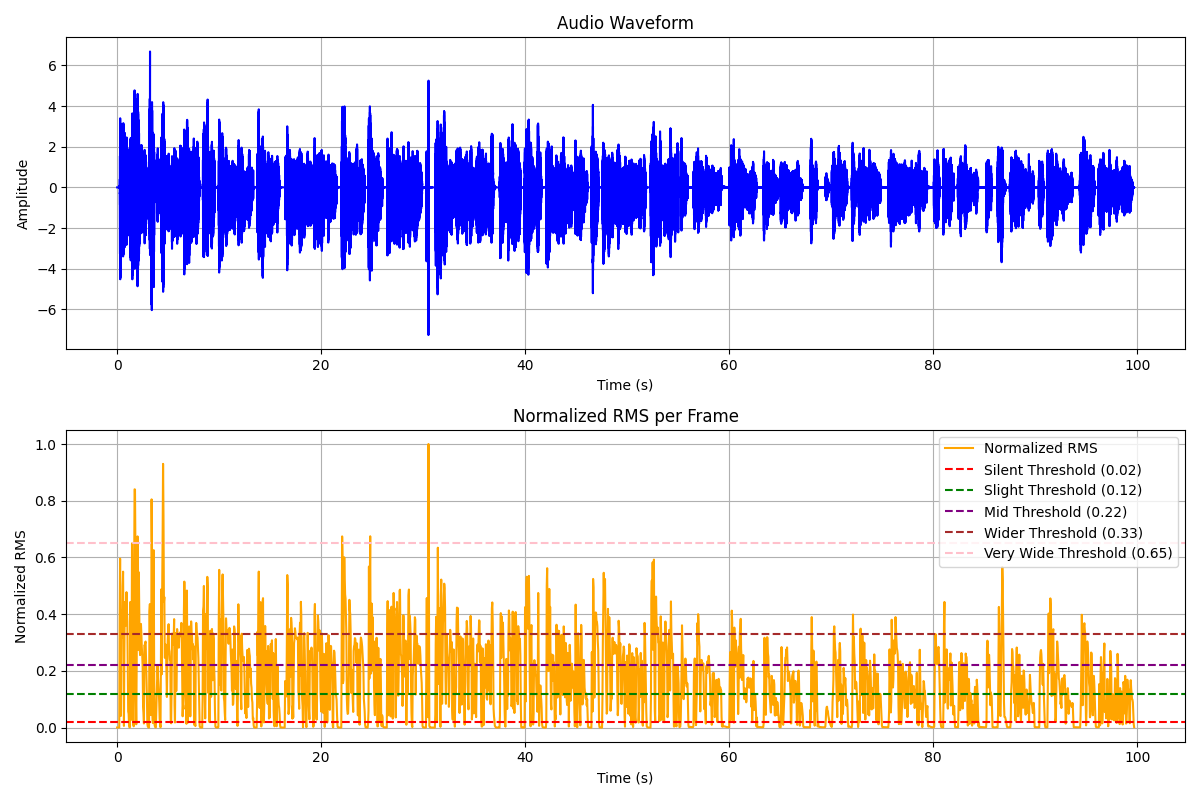 Audio Waveform
6
4
2
0
−2
−4
−6
Amplitude
0 20 40 60 80 100
Time (s)
Normalized RMS per Frame
1.0
0.8
0.6
0.4
0.2
0.0
Normalized RMS
Normalized RMS
Silent Threshold (0.02)
Slight Threshold (0.12)
Mid Threshold (0.22)
Wider Threshold (0.33)
Very Wide Threshold (0.65)
0 20 40 60 80 100
Time (s)